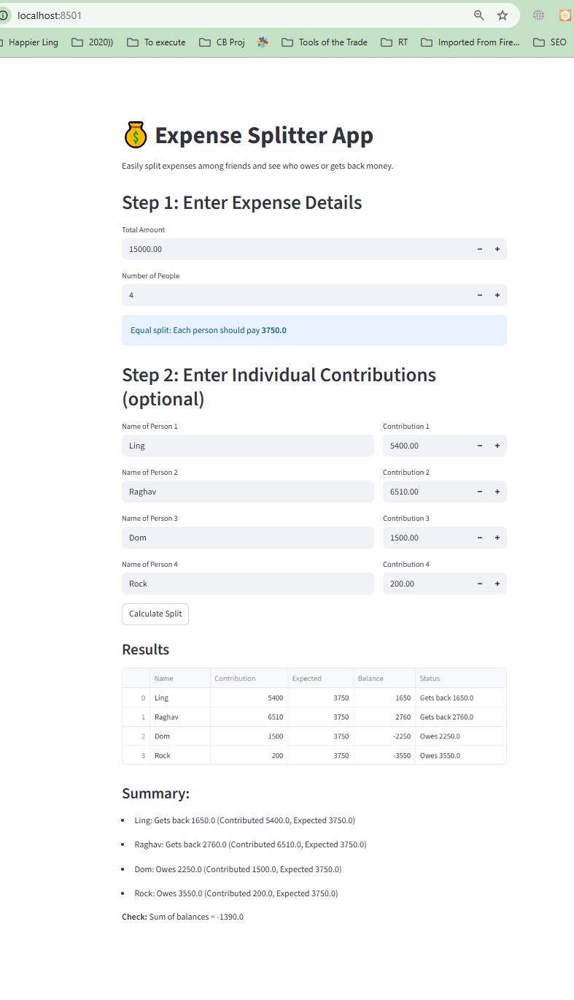 localhost:8501
Happier Ling 2020)) To execute CB Proj Tools of the Trade RT Imported From Fire... SEO
Expense Splitter App
Easily split expenses among friends and see who owes or gets back money.
Step 1: Enter Expense Details
Total Amount
15000.00 − +
Number of People
4 − +
Equal split: Each person should pay 3750.0
Step 2: Enter Individual Contributions
(optional)
Name of Person 1 Contribution 1
Ling 5400.00 − +
Name of Person 2 Contribution 2
Raghav 6510.00 − +
Name of Person 3 Contribution 3
Dom 1500.00 − +
Name of Person 4 Contribution 4
Rock 200.00 − +
Calculate Split
Results
Name Contribution Expected Balance Status
0 Ling 5400 3750 1650 Gets back 1650.0
1 Raghav 6510 3750 2760 Gets back 2760.0
2 Dom 1500 3750 -2250 Owes 2250.0
3 Rock 200 3750 -3550 Owes 3550.0
Summary:
• Ling: Gets back 1650.0 (Contributed 5400.0, Expected 3750.0)
• Raghav: Gets back 2760.0 (Contributed 6510.0, Expected 3750.0)
• Dom: Owes 2250.0 (Contributed 1500.0, Expected 3750.0)
• Rock: Owes 3550.0 (Contributed 200.0, Expected 3750.0)
Check: Sum of balances = -1390.0